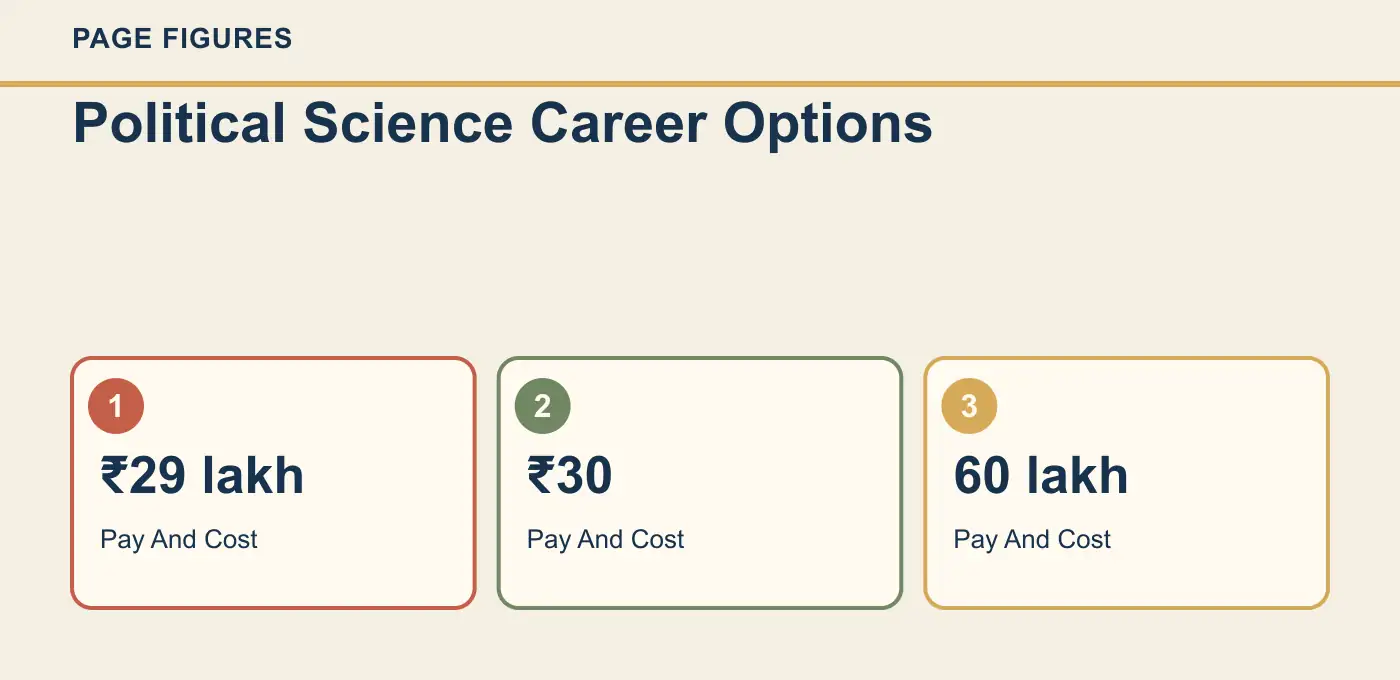 PAGE FIGURES
Political Science Career Options
1
₹29 lakh
Pay And Cost
2
₹30
Pay And Cost
3
60 lakh
Pay And Cost